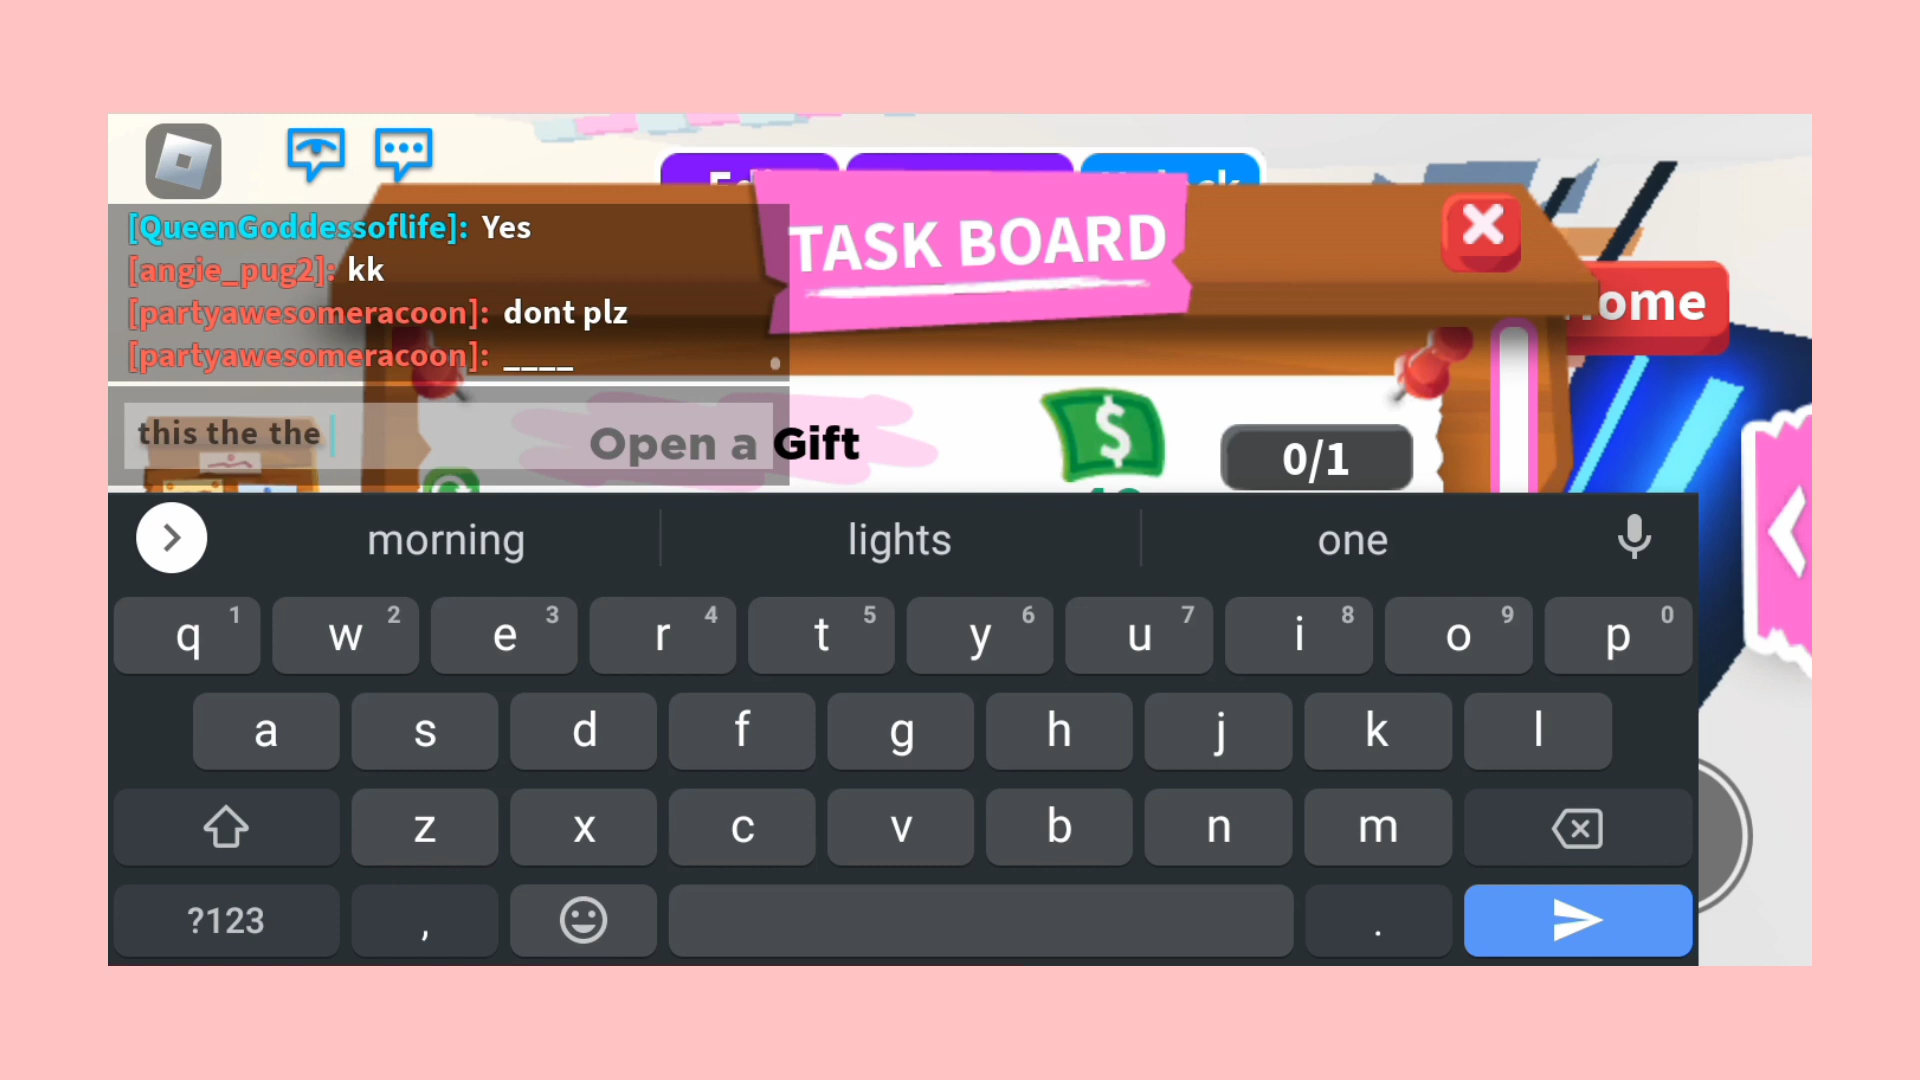 [QueenGoddessoflife]: Yes
[angie_pug2]: kk
[partyawesomeracoon]: dont plz
[partyawesomeracoon]: ____
this the the
TASK BOARD
Open a Gift
0/1
morning lights one
q 1 w 2 e 3 r 4 t 5 y 6 u 7 i 8 o 9 p 0
a s d f g h j k l
z x c v b n m
?123 , .